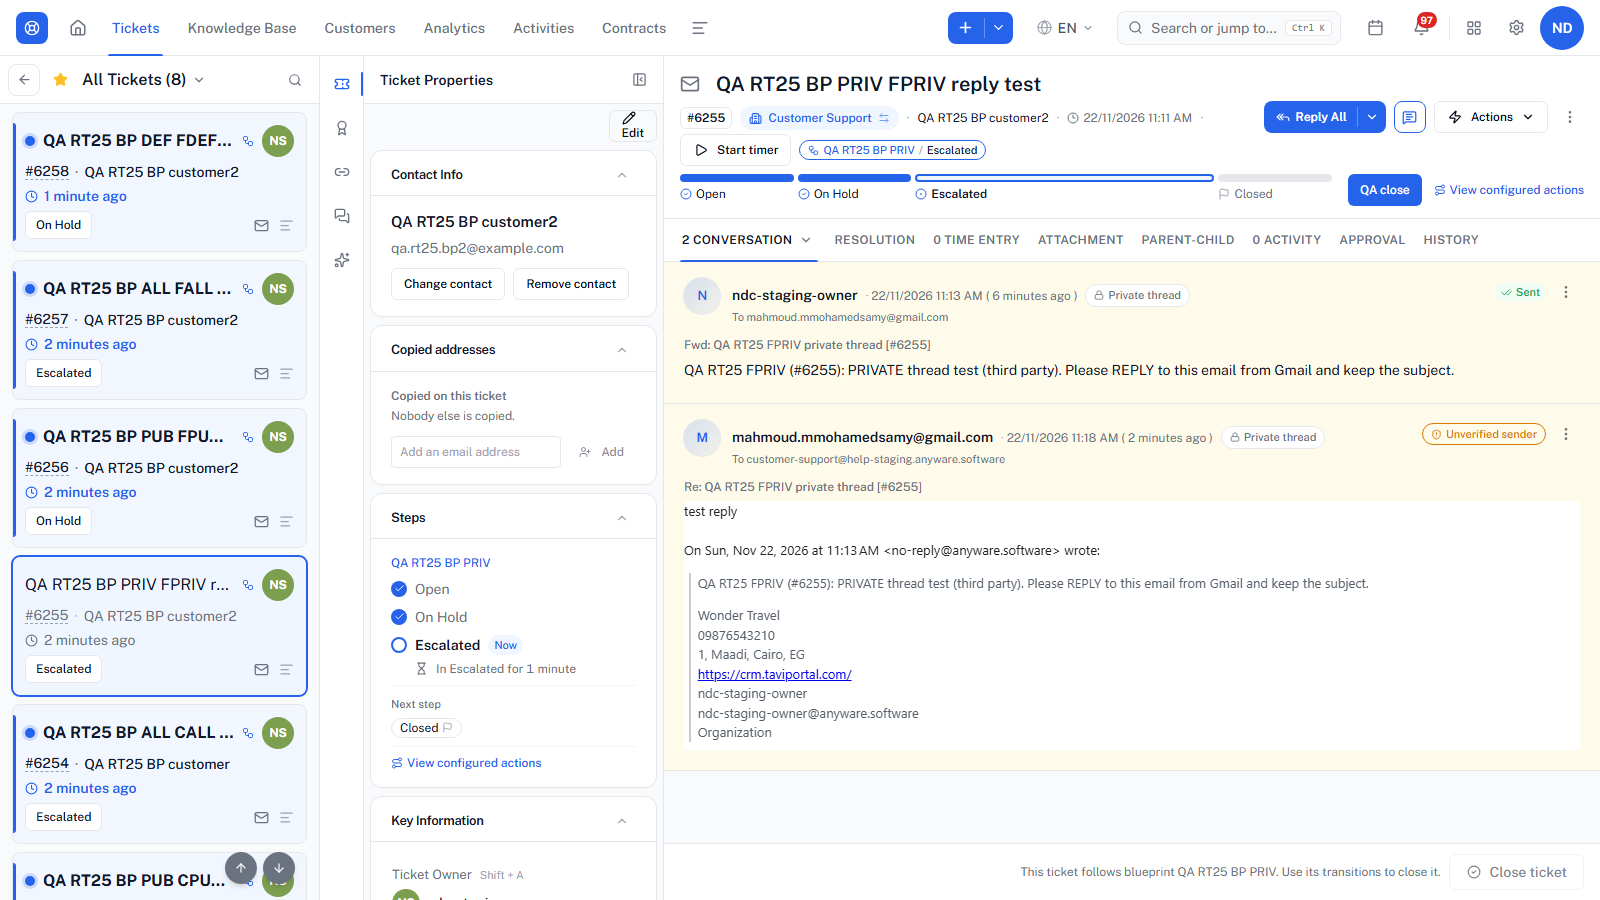 Tickets
Knowledge Base
Customers
Analytics
Activities
Contracts
EN
Search or jump to...
Ctrl K
97
ND
All Tickets (8)
QA RT25 BP DEF FDEF...
NS
#6258 · QA RT25 BP customer2
1 minute ago
On Hold
QA RT25 BP ALL FALL ...
NS
#6257 · QA RT25 BP customer2
2 minutes ago
Escalated
QA RT25 BP PUB FPU...
NS
#6256 · QA RT25 BP customer2
2 minutes ago
On Hold
QA RT25 BP PRIV FPRIV r...
NS
#6255 · QA RT25 BP customer2
2 minutes ago
Escalated
QA RT25 BP ALL CALL ...
NS
#6254 · QA RT25 BP customer
2 minutes ago
Escalated
QA RT25 BP PUB CPU...
Ticket Properties
Edit
Contact Info
QA RT25 BP customer2
qa.rt25.bp2@example.com
Change contact
Remove contact
Copied addresses
Copied on this ticket
Nobody else is copied.
Add an email address
Add
Steps
QA RT25 BP PRIV
Open
On Hold
Escalated Now
In Escalated for 1 minute
Next step
Closed
View configured actions
Key Information
Ticket Owner Shift + A
QA RT25 BP PRIV FPRIV reply test
#6255
Customer Support
· QA RT25 BP customer2 · 22/11/2026 11:11 AM ·
Reply All
Actions
Start timer
QA RT25 BP PRIV / Escalated
Open
On Hold
Escalated
Closed
QA close
View configured actions
2 CONVERSATION
RESOLUTION
0 TIME ENTRY
ATTACHMENT
PARENT-CHILD
0 ACTIVITY
APPROVAL
HISTORY
N
ndc-staging-owner · 22/11/2026 11:13 AM ( 6 minutes ago ) Private thread
Sent
To mahmoud.mmohamedsamy@gmail.com
Fwd: QA RT25 FPRIV private thread [#6255]
QA RT25 FPRIV (#6255): PRIVATE thread test (third party). Please REPLY to this email from Gmail and keep the subject.
M
mahmoud.mmohamedsamy@gmail.com · 22/11/2026 11:18 AM ( 2 minutes ago ) Private thread
Unverified sender
To customer-support@help-staging.anyware.software
Re: QA RT25 FPRIV private thread [#6255]
test reply
On Sun, Nov 22, 2026 at 11:13 AM <no-reply@anyware.software> wrote:
QA RT25 FPRIV (#6255): PRIVATE thread test (third party). Please REPLY to this email from Gmail and keep the subject.
Wonder Travel
09876543210
1, Maadi, Cairo, EG
https://crm.taviportal.com/
ndc-staging-owner
ndc-staging-owner@anyware.software
Organization
This ticket follows blueprint QA RT25 BP PRIV. Use its transitions to close it.
Close ticket